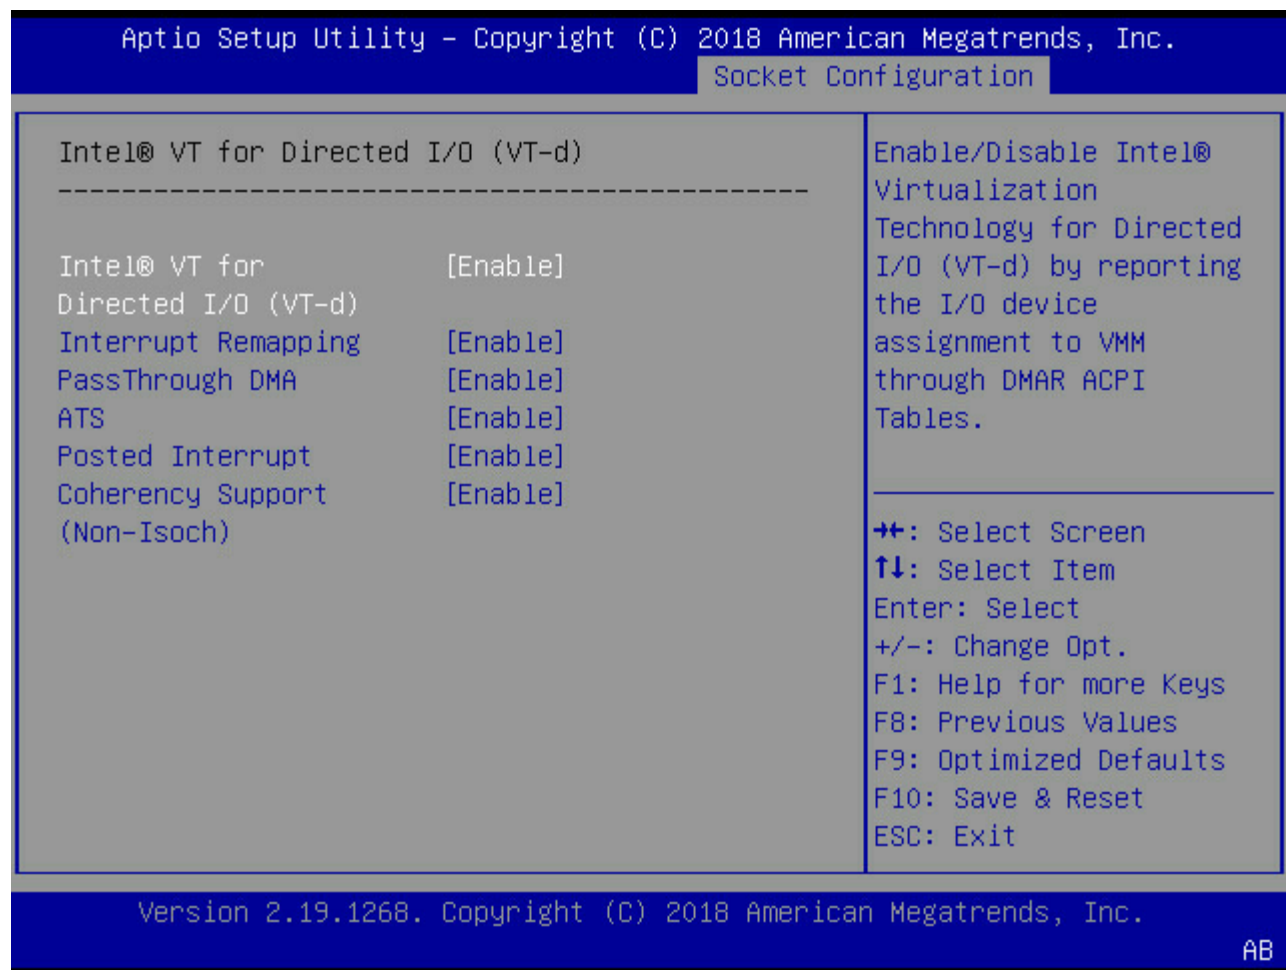 Aptio Setup Utility – Copyright (C) 2018 American Megatrends, Inc.
Socket Configuration
Intel® VT for Directed I/O (VT-d)
-----------------------------------------------
Intel® VT for [Enable]
Directed I/O (VT-d)
Interrupt Remapping [Enable]
PassThrough DMA [Enable]
ATS [Enable]
Posted Interrupt [Enable]
Coherency Support [Enable]
(Non-Isoch)
Enable/Disable Intel®
Virtualization
Technology for Directed
I/O (VT-d) by reporting
the I/O device
assignment to VMM
through DMAR ACPI
Tables.
→←: Select Screen
↑↓: Select Item
Enter: Select
+/-: Change Opt.
F1: Help for more Keys
F8: Previous Values
F9: Optimized Defaults
F10: Save & Reset
ESC: Exit
Version 2.19.1268. Copyright (C) 2018 American Megatrends, Inc.
AB